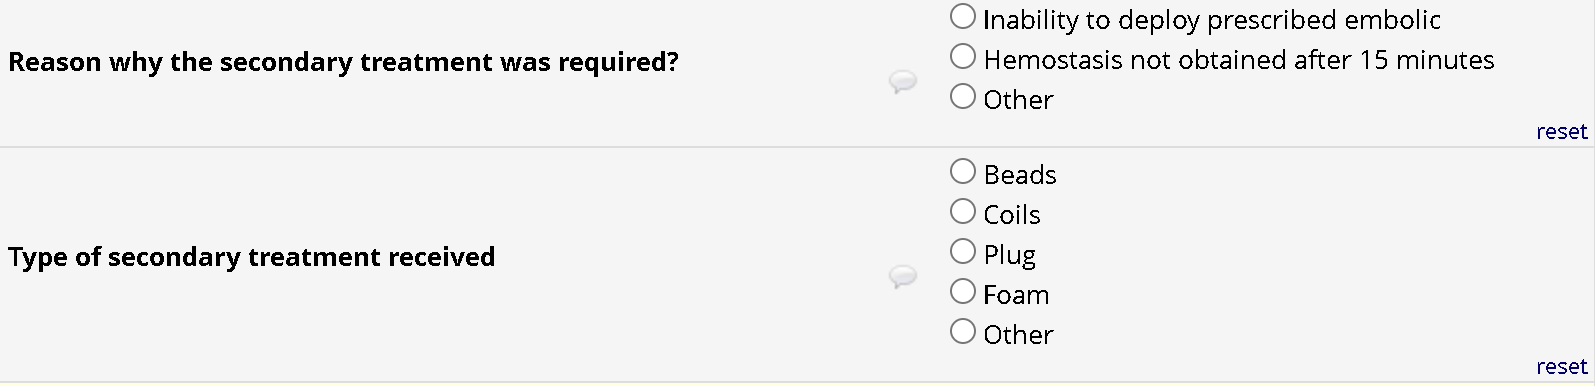 Reason why the secondary treatment was required?
Inability to deploy prescribed embolic
Hemostasis not obtained after 15 minutes
Other
reset
Type of secondary treatment received
Beads
Coils
Plug
Foam
Other
reset